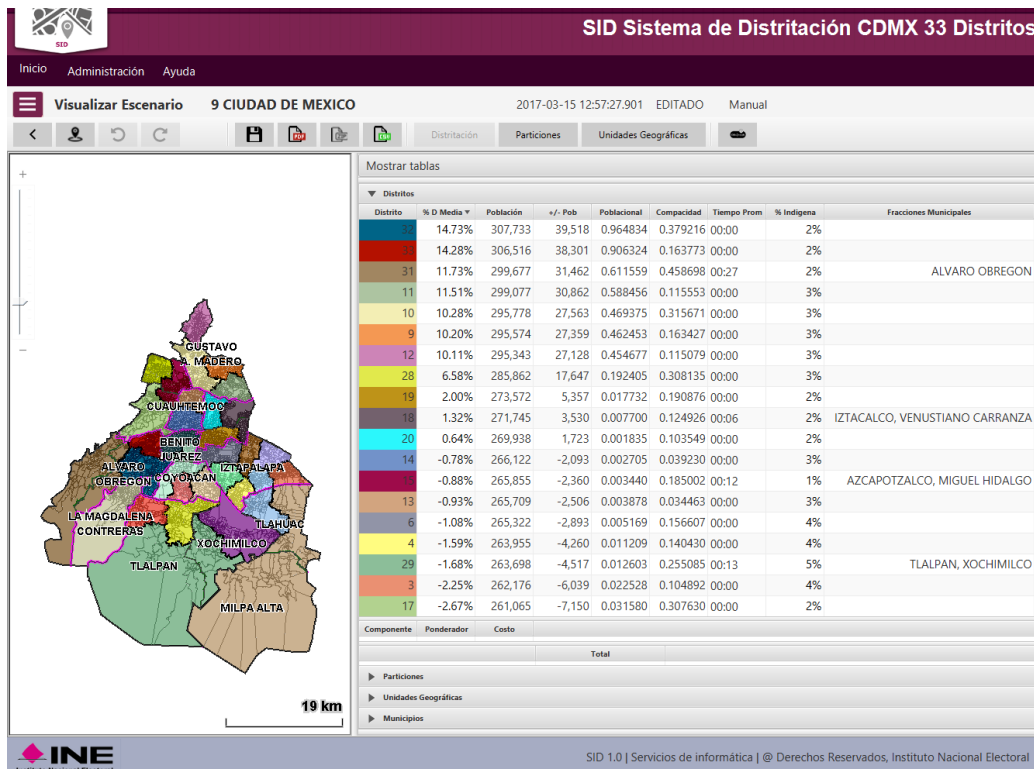 SID
SID Sistema de Distritación CDMX 33 Distritos
Inicio Administración Ayuda
Visualizar Escenario 9 CIUDAD DE MEXICO 2017-03-15 12:57:27.901 EDITADO Manual
PDF CSV Distritación Particiones Unidades Geográficas
Mostrar tablas
Distritos
Distrito % D Media ▼ Población +/- Pob Poblacional Compacidad Tiempo Prom % Indigena Fracciones Municipales
32 14.73% 307,733 39,518 0.964834 0.379216 00:00 2%
33 14.28% 306,516 38,301 0.906324 0.163773 00:00 2%
31 11.73% 299,677 31,462 0.611559 0.458698 00:27 2% ALVARO OBREGON
11 11.51% 299,077 30,862 0.588456 0.115553 00:00 3%
10 10.28% 295,778 27,563 0.469375 0.315671 00:00 3%
9 10.20% 295,574 27,359 0.462453 0.163427 00:00 3%
12 10.11% 295,343 27,128 0.454677 0.115079 00:00 3%
28 6.58% 285,862 17,647 0.192405 0.308135 00:00 3%
19 2.00% 273,572 5,357 0.017732 0.190876 00:00 2%
18 1.32% 271,745 3,530 0.007700 0.124926 00:06 2% IZTACALCO, VENUSTIANO CARRANZA
20 0.64% 269,938 1,723 0.001835 0.103549 00:00 2%
14 -0.78% 266,122 -2,093 0.002705 0.039230 00:00 3%
15 -0.88% 265,855 -2,360 0.003440 0.185002 00:12 1% AZCAPOTZALCO, MIGUEL HIDALGO
13 -0.93% 265,709 -2,506 0.003878 0.034463 00:00 3%
6 -1.08% 265,322 -2,893 0.005169 0.156607 00:00 4%
4 -1.59% 263,955 -4,260 0.011209 0.140430 00:00 4%
29 -1.68% 263,698 -4,517 0.012603 0.255085 00:13 5% TLALPAN, XOCHIMILCO
3 -2.25% 262,176 -6,039 0.022528 0.104892 00:00 4%
17 -2.67% 261,065 -7,150 0.031580 0.307630 00:00 2%
Componente Ponderador Costo
Total
Particiones
Unidades Geográficas
Municipios
GUSTAVO
A. MADERO
CUAUHTEMOC
BENITO
JUAREZ
ALVARO
OBREGON
COYOACAN
IZTAPALAPA
LA MAGDALENA
CONTRERAS
TLAHUAC
XOCHIMILCO
TLALPAN
MILPA ALTA
19 km
INE
Instituto Nacional Electoral
SID 1.0 | Servicios de informática | @ Derechos Reservados, Instituto Nacional Electoral